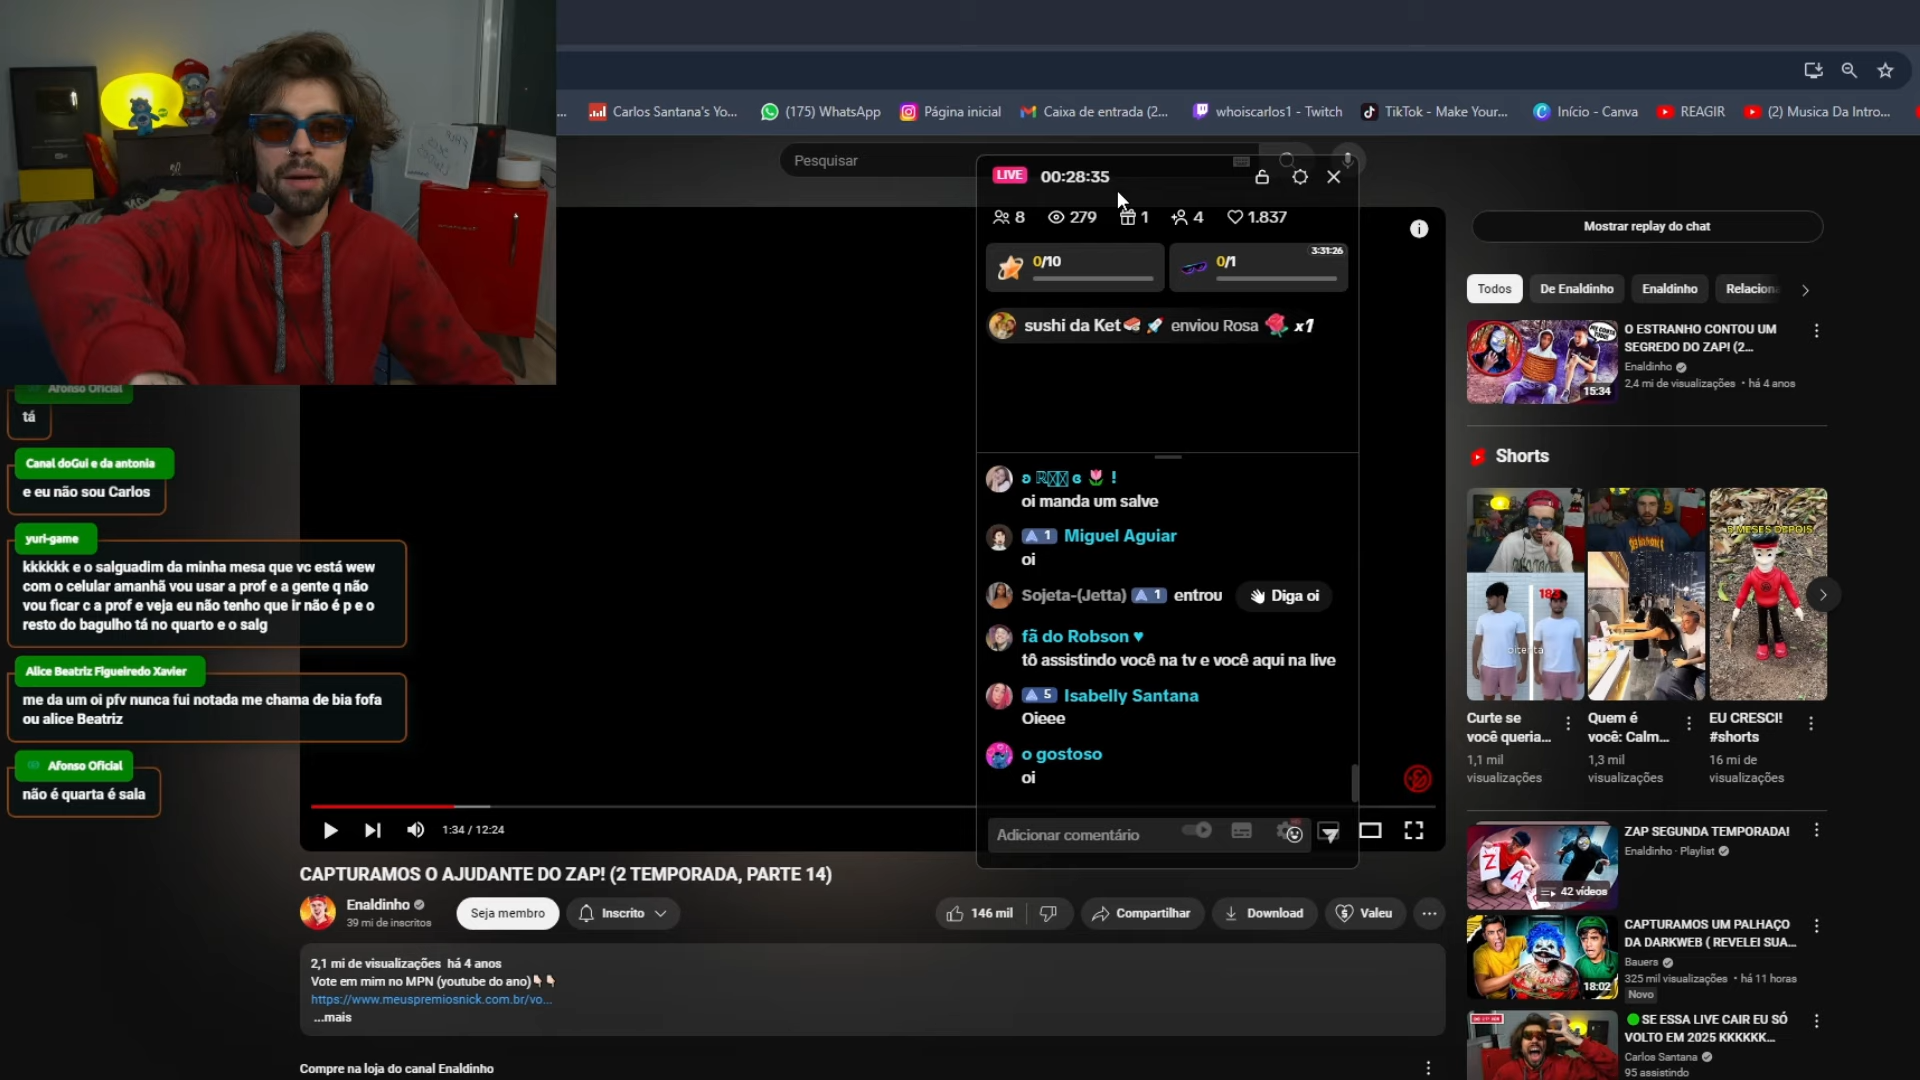 Carlos Santana's Yo...
(175) WhatsApp
Página inicial
Caixa de entrada (2...
whoiscarlos1 - Twitch
TikTok - Make Your...
Início - Canva
REAGIR
(2) Musica Da Intro...
Pesquisar
LIVE 00:28:35
8 279 1 4 1.837
0/10
0/1
3:31:26
sushi da Ket🍣 🚀 enviou Rosa 🌹 x1
oi manda um salve
1 Miguel Aguiar
oi
Sojeta-(Jetta) 1 entrou
Diga oi
fã do Robson ♥
tô assistindo você na tv e você aqui na live
5 Isabelly Santana
Oieee
o gostoso
oi
Adicionar comentário
Afonso Oficial
tá
Canal doGui e da antonia
e eu não sou Carlos
yuri-game
kkkkkk e o salguadim da minha mesa que vc está wew
com o celular amanhã vou usar a prof e a gente q não
vou ficar c a prof e veja eu não tenho que ir não é p e o
resto do bagulho tá no quarto e o salg
Alice Beatriz Figueiredo Xavier
me da um oi pfv nunca fui notada me chama de bia fofa
ou alice Beatriz
Afonso Oficial
não é quarta é sala
1:34 / 12:24
CAPTURAMOS O AJUDANTE DO ZAP! (2 TEMPORADA, PARTE 14)
Enaldinho
39 mi de inscritos
Seja membro
Inscrito
146 mil
Compartilhar
Download
Valeu
2,1 mi de visualizações há 4 anos
Vote em mim no MPN (youtube do ano)👇🏻👇🏻
https://www.meuspremiosnick.com.br/vo...
...mais
Compre na loja do canal Enaldinho
Mostrar replay do chat
Todos
De Enaldinho
Enaldinho
Relaciona
O ESTRANHO CONTOU UM
SEGREDO DO ZAP! (2...
Enaldinho
2,4 mi de visualizações • há 4 anos
15:34
Shorts
5 MESES DEPOIS
Curte se
você queria...
1,1 mil
visualizações
Quem é
você: Calm...
1,3 mil
visualizações
EU CRESCI!
#shorts
16 mi de
visualizações
Z
A
42 vídeos
ZAP SEGUNDA TEMPORADA!
Enaldinho · Playlist
CAPTURAMOS UM PALHAÇO
DA DARKWEB ( REVELEI SUA...
Bauers
325 mil visualizações • há 11 horas
Novo
18:02
🟢SE ESSA LIVE CAIR EU SÓ
VOLTO EM 2025 KKKKKK...
Carlos Santana
95 assistindo